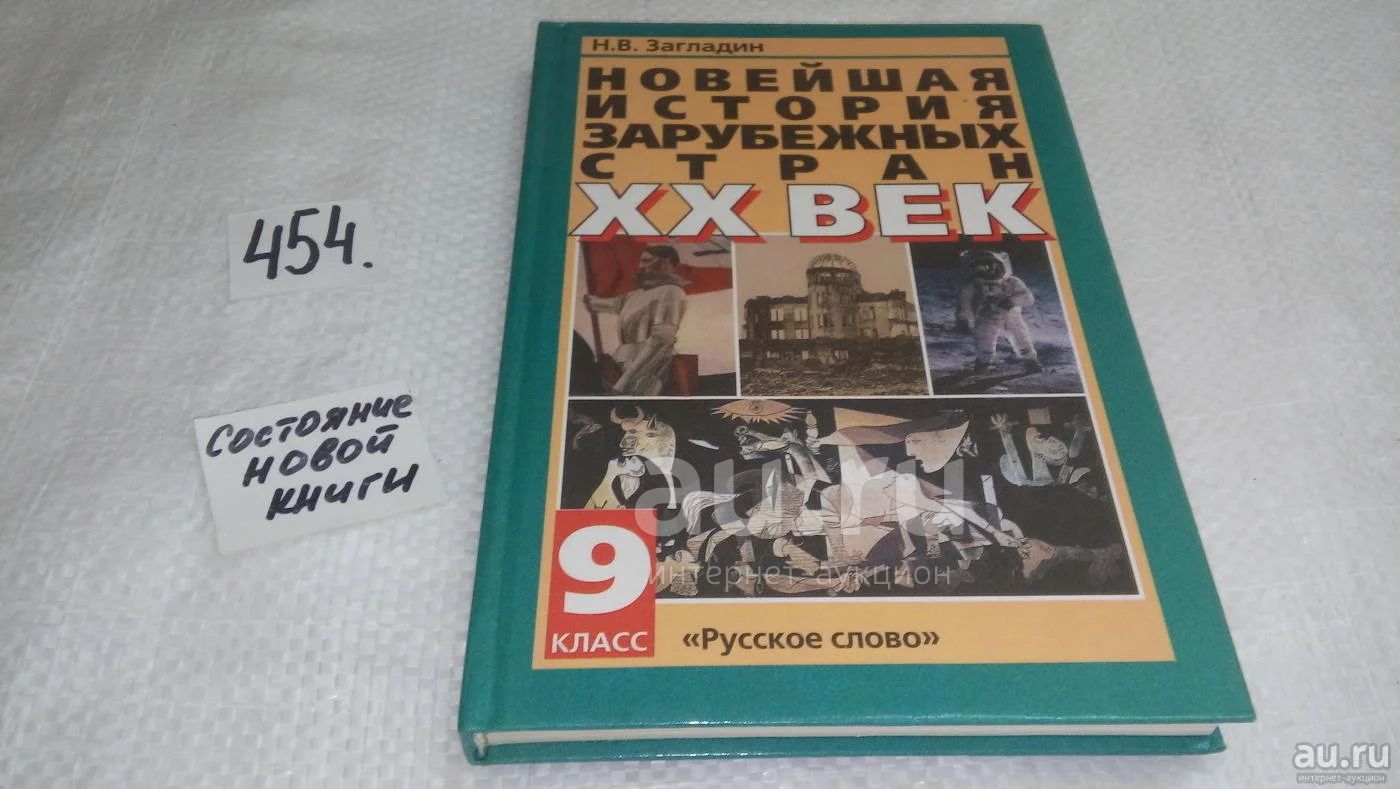 454.
Состояние
новой
книги
Н.В. Загладин
НОВЕЙШАЯ
ИСТОРИЯ
ЗАРУБЕЖНЫХ
СТРАН
XX ВЕК
9
КЛАСС
«Русское слово»
au.ru
интернет-аукцион
au.ru
интернет-аукцион